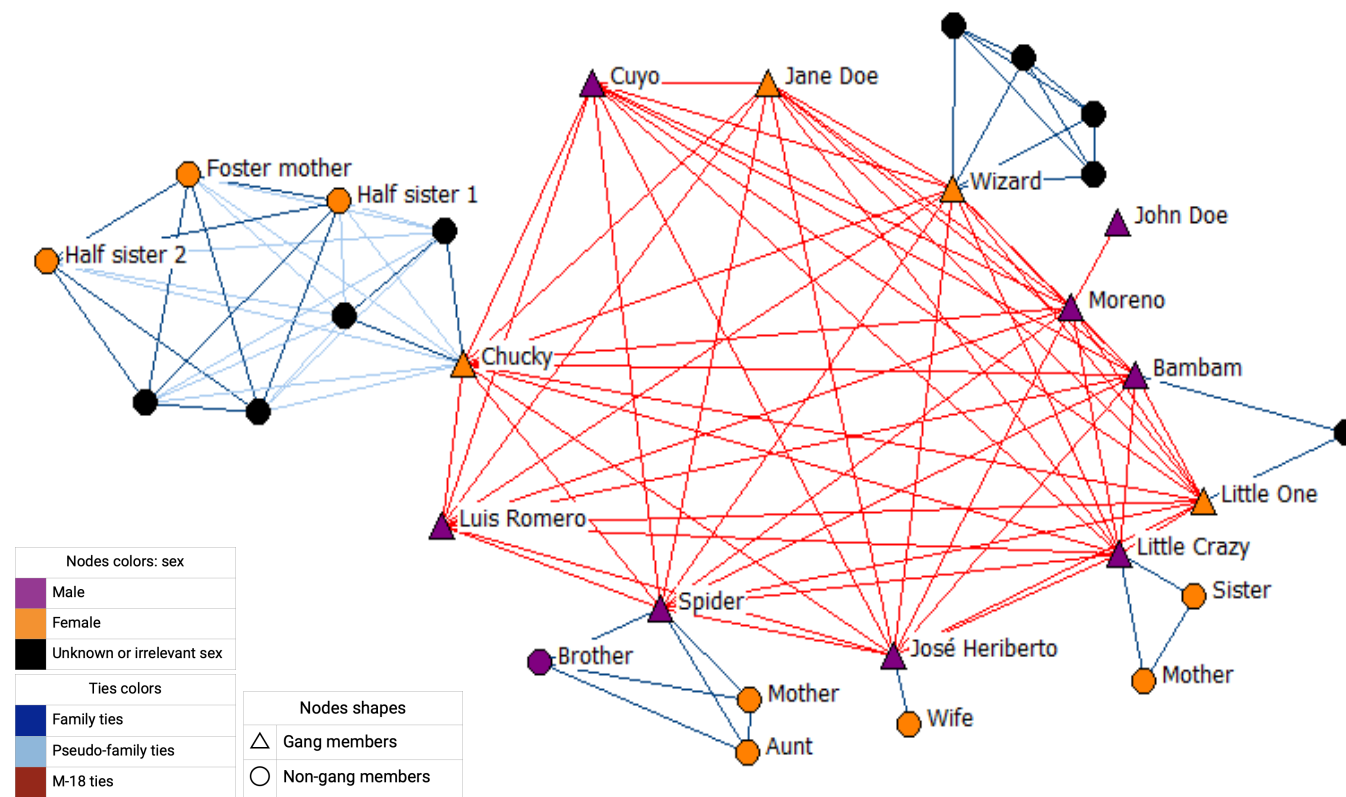 Cuyo
Jane Doe
Foster mother
Half sister 1
Wizard
John Doe
Half sister 2
Moreno
Chucky
Bambam
Little One
Luis Romero
Little Crazy
Sister
Spider
José Heriberto
Brother
Mother
Mother
Wife
Aunt
Nodes colors: sex
Male
Female
Unknown or irrelevant sex
Ties colors
Family ties
Pseudo-family ties
M-18 ties
Nodes shapes
Gang members
Non-gang members